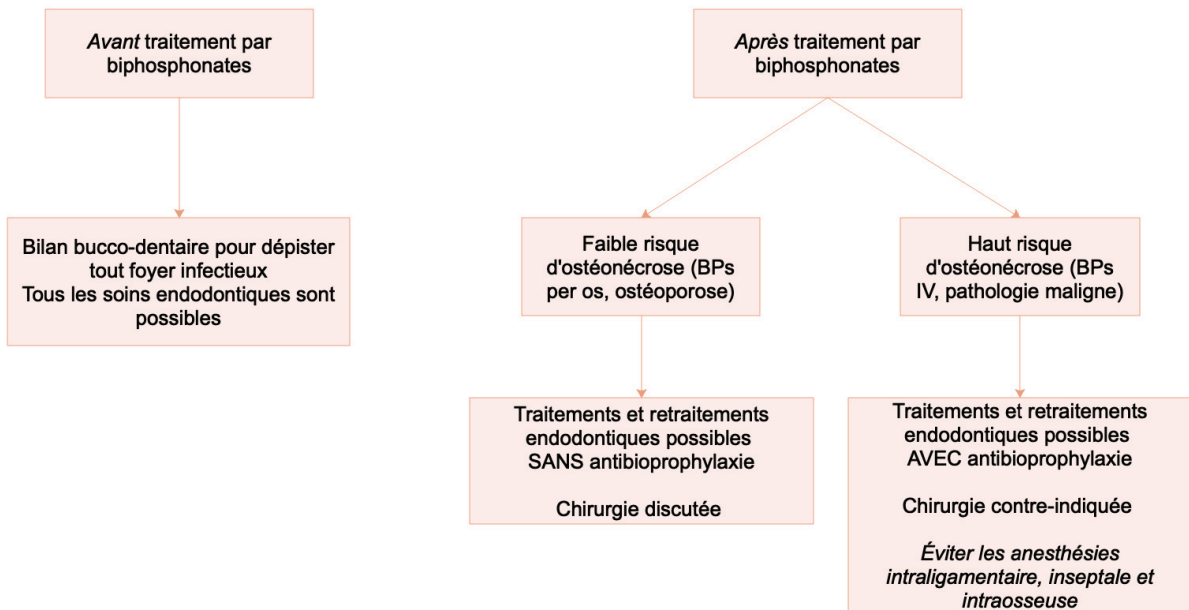 Avant traitement par
biphosphonates
Après traitement par
biphosphonates
Bilan bucco-dentaire pour dépister
tout foyer infectieux
Tous les soins endodontiques sont
possibles
Faible risque
d'ostéonécrose (BPs
per os, ostéoporose)
Haut risque
d'ostéonécrose (BPs
IV, pathologie maligne)
Traitements et retraitements
endodontiques possibles
SANS antibioprophylaxie
Chirurgie discutée
Traitements et retraitements
endodontiques possibles
AVEC antibioprophylaxie
Chirurgie contre-indiquée
Éviter les anesthésies
intraligamentaire, inseptale et
intraosseuse